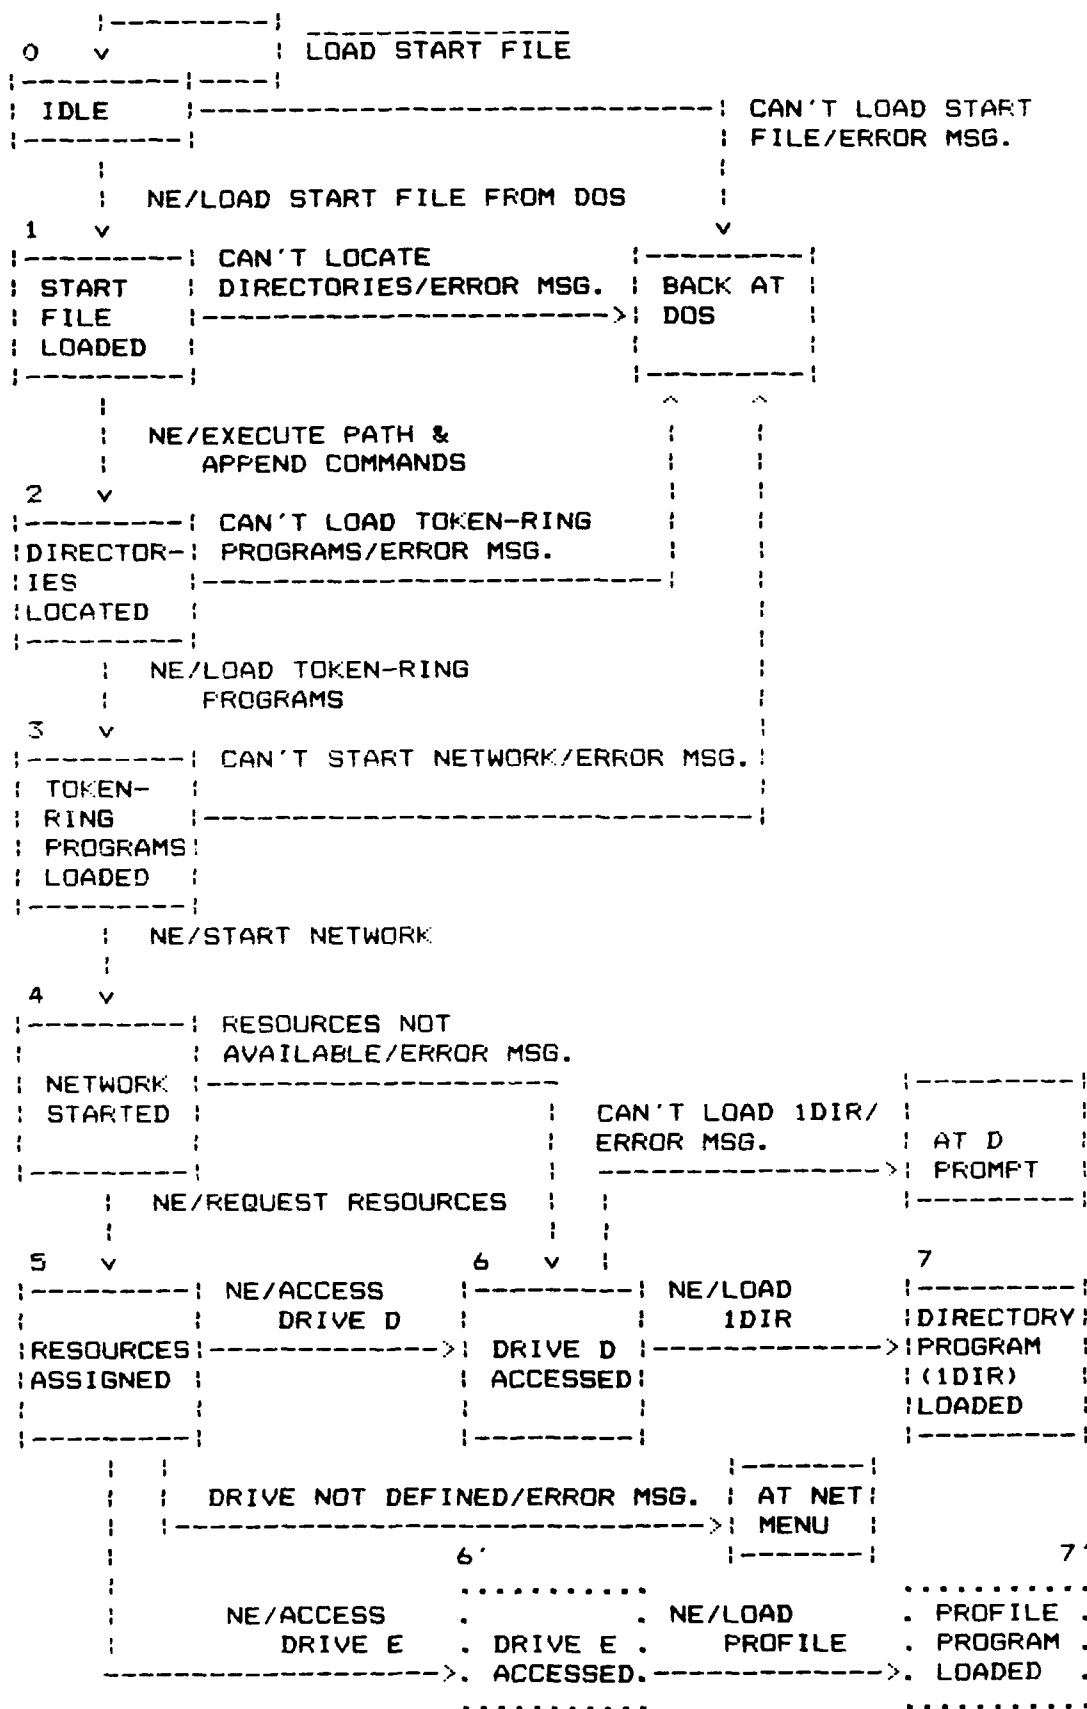 0
LOAD START FILE
IDLE
CAN'T LOAD START
FILE/ERROR MSG.
NE/LOAD START FILE FROM DOS
1
CAN'T LOCATE
START
DIRECTORIES/ERROR MSG.
BACK AT
FILE
DOS
LOADED
NE/EXECUTE PATH &
APPEND COMMANDS
2
CAN'T LOAD TOKEN-RING
DIRECTOR-
PROGRAMS/ERROR MSG.
IES
LOCATED
NE/LOAD TOKEN-RING
PROGRAMS
3
CAN'T START NETWORK/ERROR MSG.
TOKEN-
RING
PROGRAMS
LOADED
NE/START NETWORK
4
RESOURCES NOT
AVAILABLE/ERROR MSG.
NETWORK
STARTED
CAN'T LOAD 1DIR/
ERROR MSG.
AT D
PROMPT
NE/REQUEST RESOURCES
5
6
7
NE/ACCESS
NE/LOAD
DRIVE D
1DIR
DIRECTORY
RESOURCES
DRIVE D
PROGRAM
ASSIGNED
ACCESSED
(1DIR)
LOADED
DRIVE NOT DEFINED/ERROR MSG.
AT NET
MENU
6'
7'
NE/ACCESS
NE/LOAD
PROFILE
DRIVE E
DRIVE E
PROFILE
PROGRAM
ACCESSED
LOADED